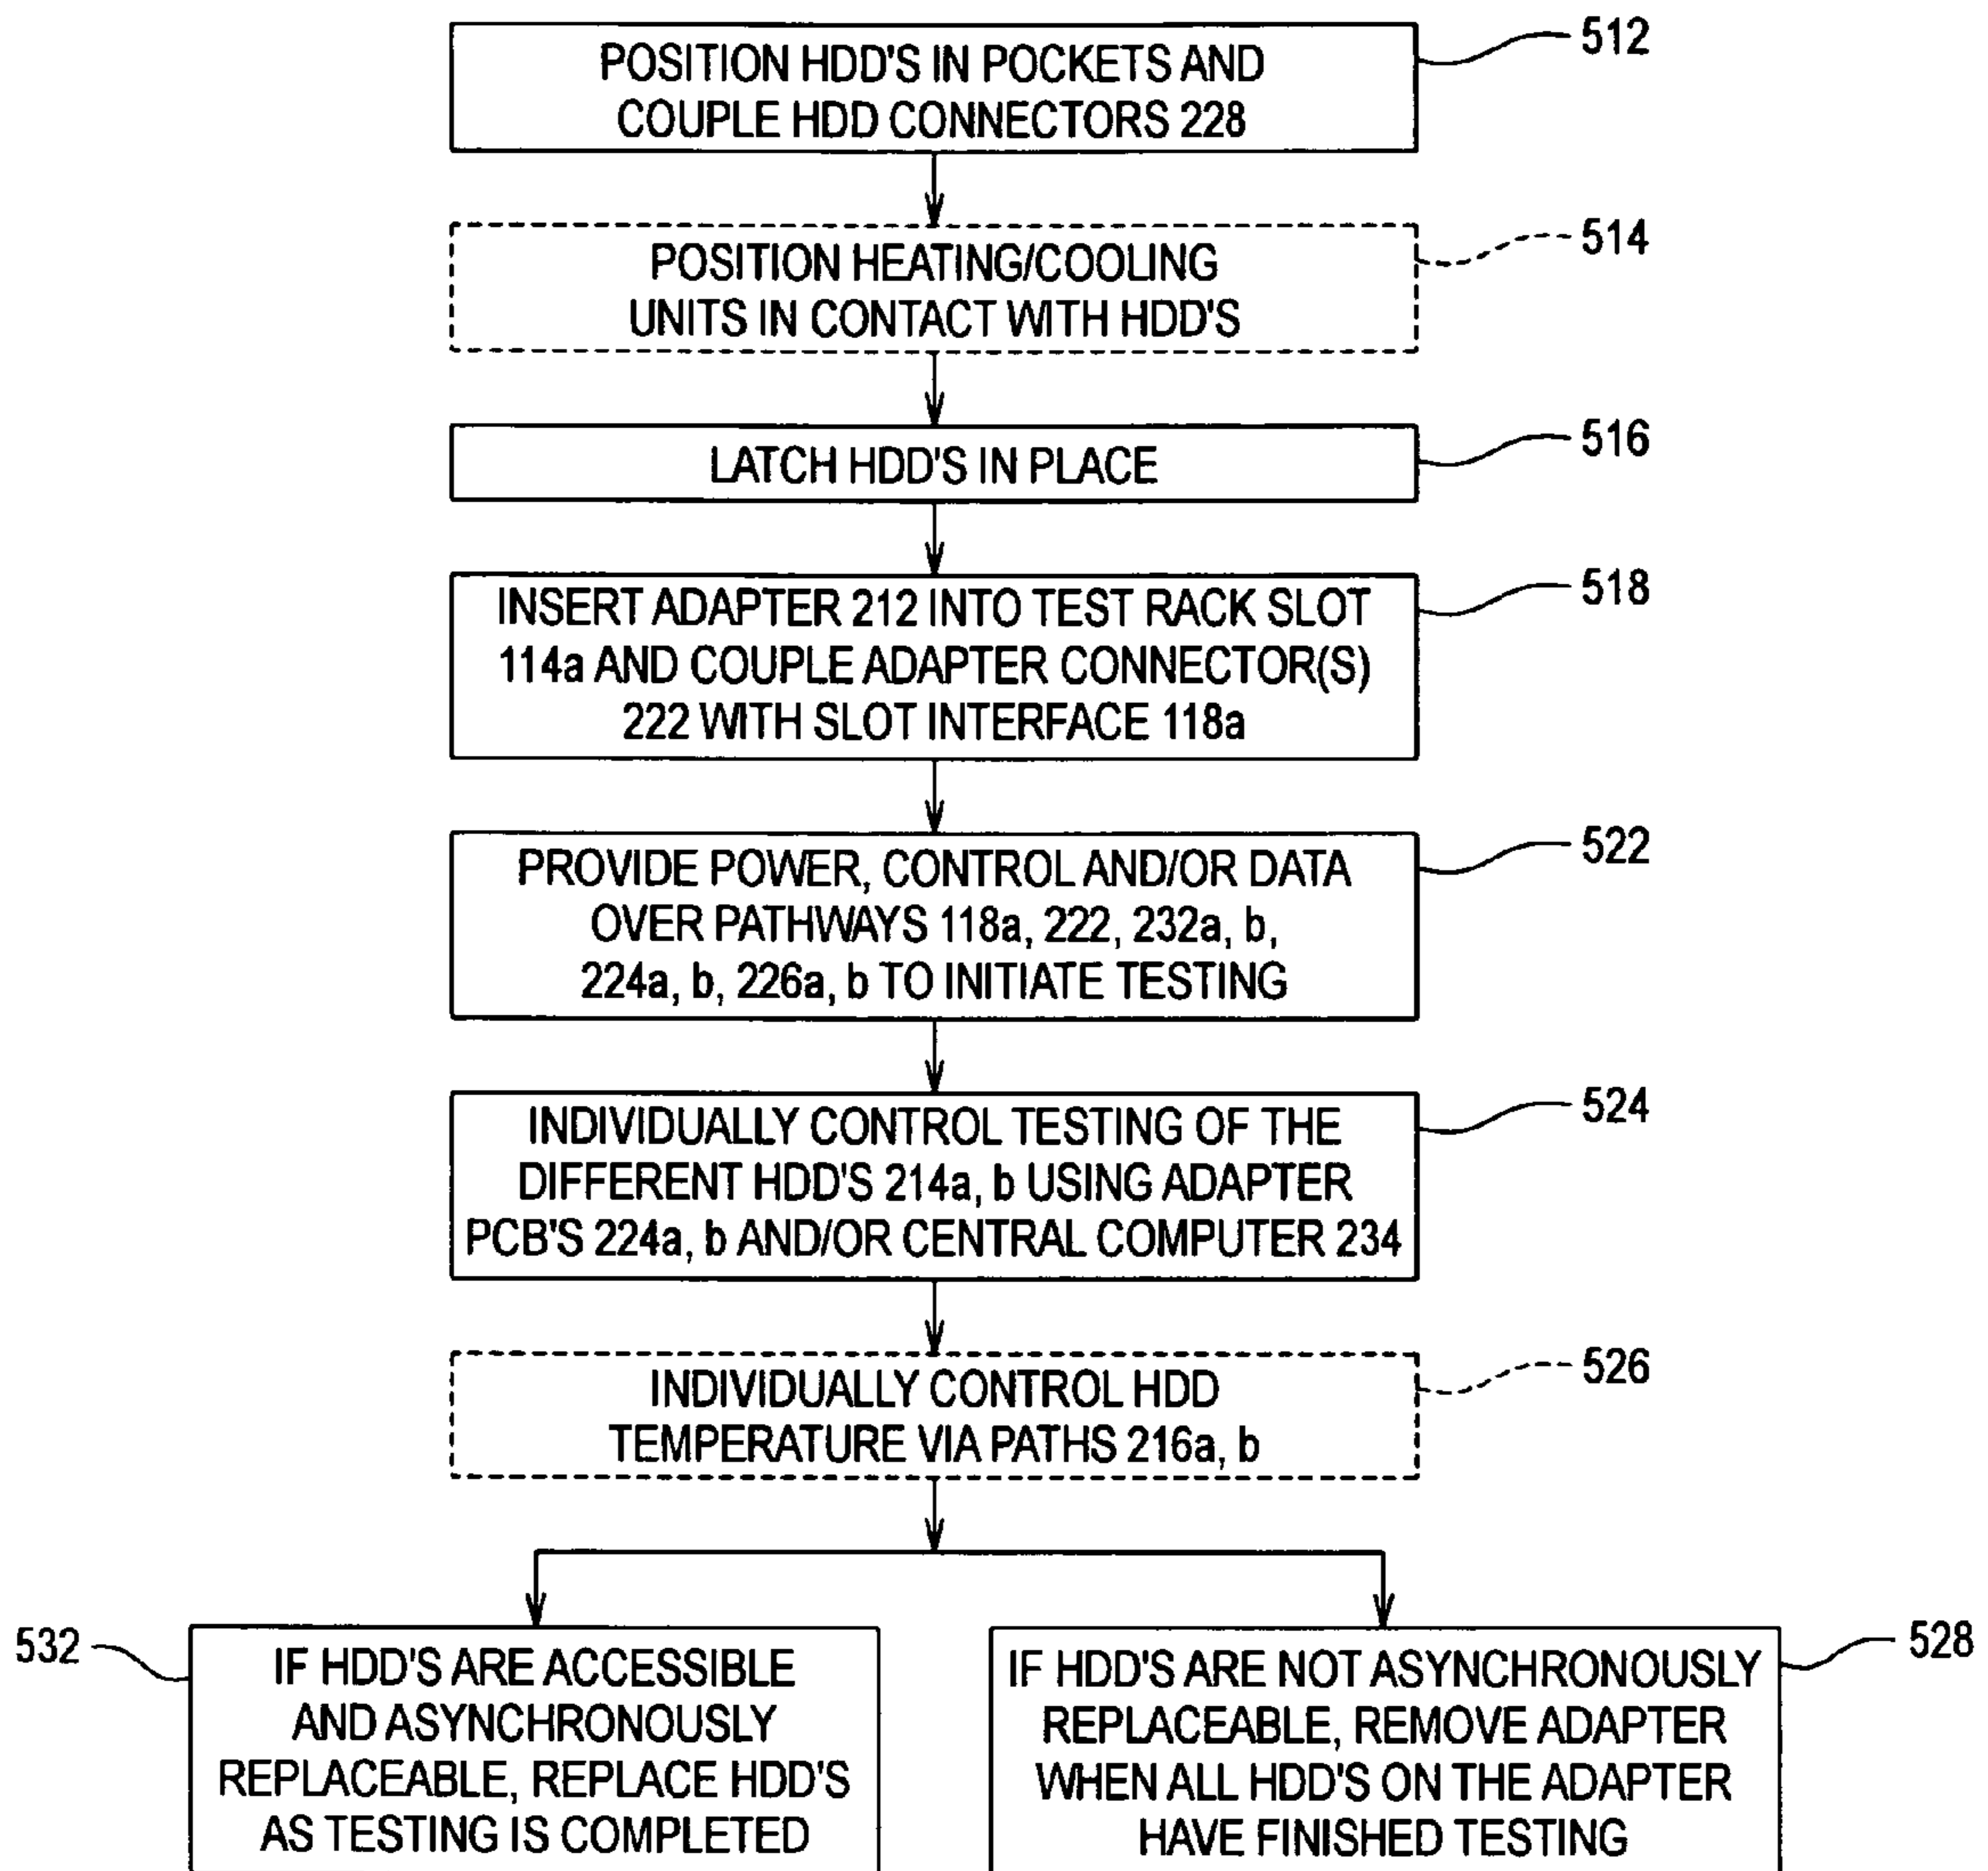 POSITION HDD'S IN POCKETS AND
COUPLE HDD CONNECTORS 228
512
POSITION HEATING/COOLING
UNITS IN CONTACT WITH HDD'S
514
LATCH HDD'S IN PLACE
516
INSERT ADAPTER 212 INTO TEST RACK SLOT
114a AND COUPLE ADAPTER CONNECTOR(S)
222 WITH SLOT INTERFACE 118a
518
PROVIDE POWER, CONTROL AND/OR DATA
OVER PATHWAYS 118a, 222, 232a, b,
224a, b, 226a, b TO INITIATE TESTING
522
INDIVIDUALLY CONTROL TESTING OF THE
DIFFERENT HDD'S 214a, b USING ADAPTER
PCB'S 224a, b AND/OR CENTRAL COMPUTER 234
524
INDIVIDUALLY CONTROL HDD
TEMPERATURE VIA PATHS 216a, b
526
532
IF HDD'S ARE ACCESSIBLE
AND ASYNCHRONOUSLY
REPLACEABLE, REPLACE HDD'S
AS TESTING IS COMPLETED
IF HDD'S ARE NOT ASYNCHRONOUSLY
REPLACEABLE, REMOVE ADAPTER
WHEN ALL HDD'S ON THE ADAPTER
HAVE FINISHED TESTING
528